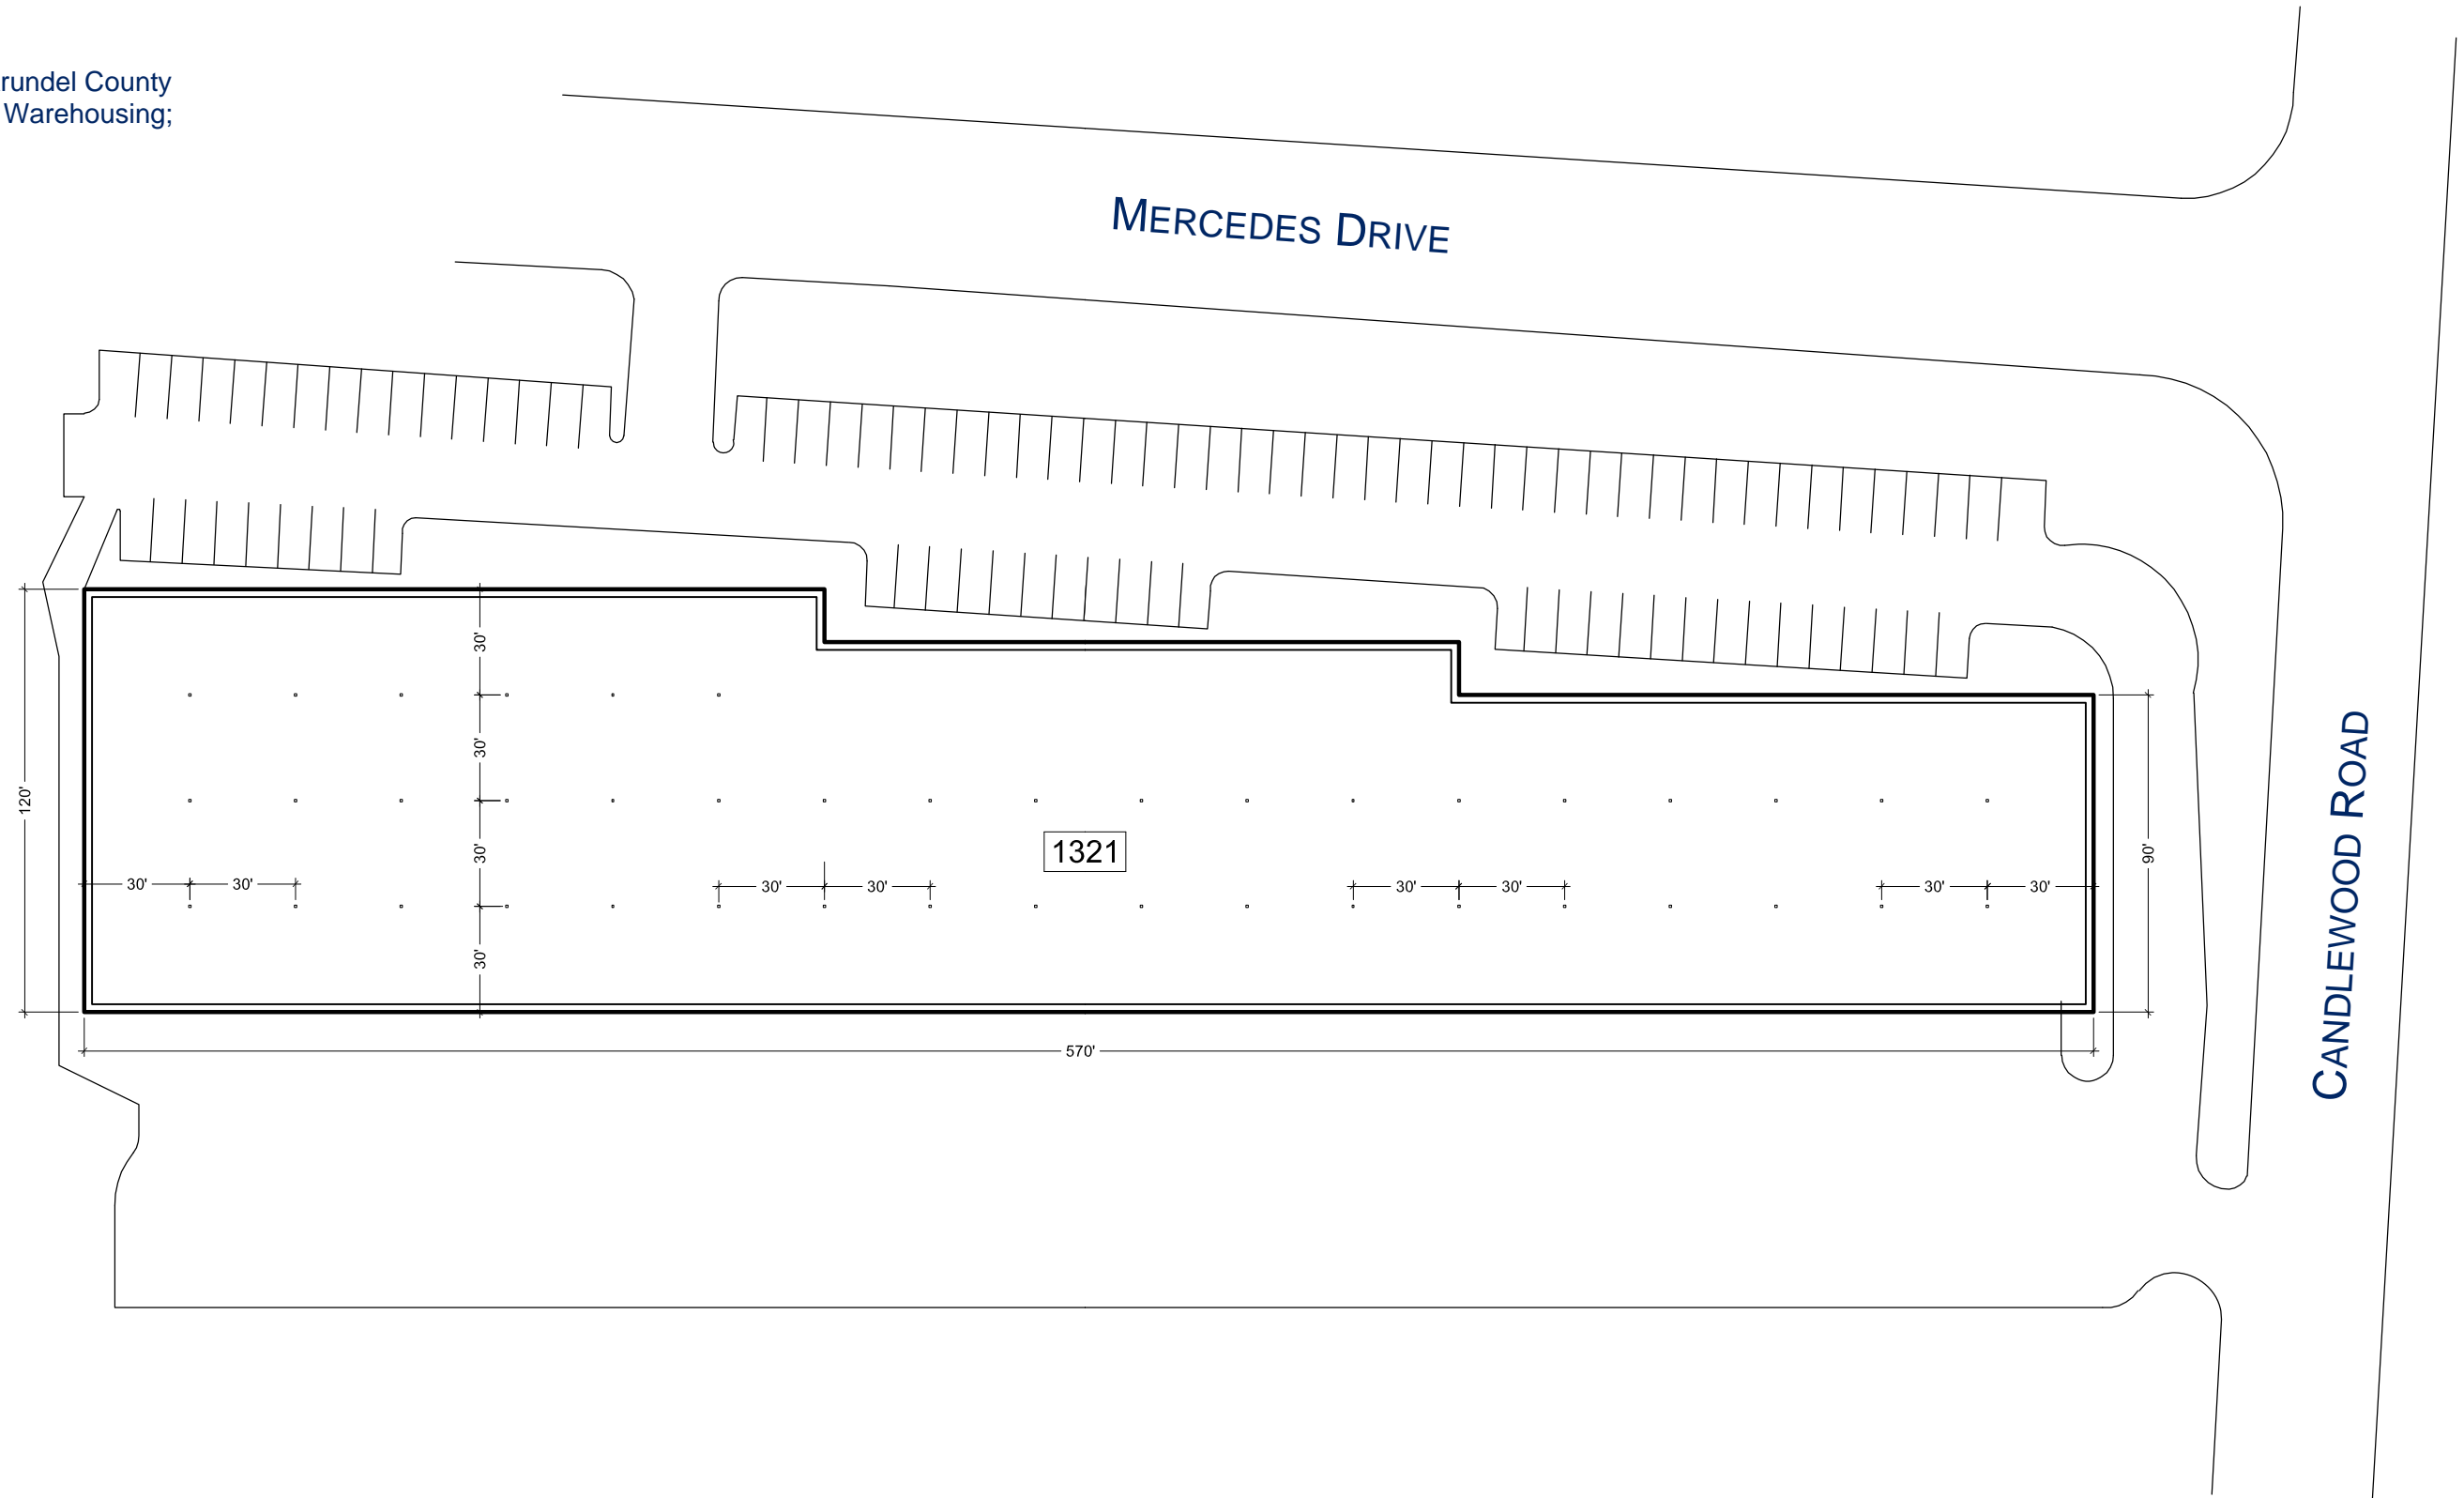 rundel County
Warehousing;
MERCEDES DRIVE
30'
30'
120'
CANDLEWOOD ROAD
30'
1321
90'
30' 30' 30' 30' 30' 30' 30' 30'
30'
570'